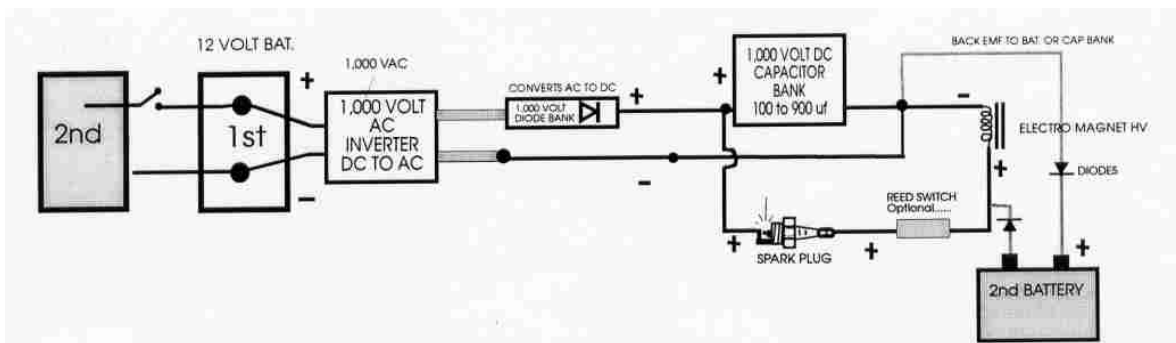 12 VOLT BAT.
2nd
+
1st
−
1,000 VAC
1,000 VOLT
AC
INVERTER
DC TO AC
CONVERTS AC TO DC
1,000 VOLT
DIODE BANK
+
−
+
1,000 VOLT DC
CAPACITOR
BANK
100 to 900 uf
BACK EMF TO BAT. OR CAP BANK
−
ELECTRO MAGNET HV
+
DIODES
REED SWITCH
Optional......
+
SPARK PLUG
+
+
2nd BATTERY